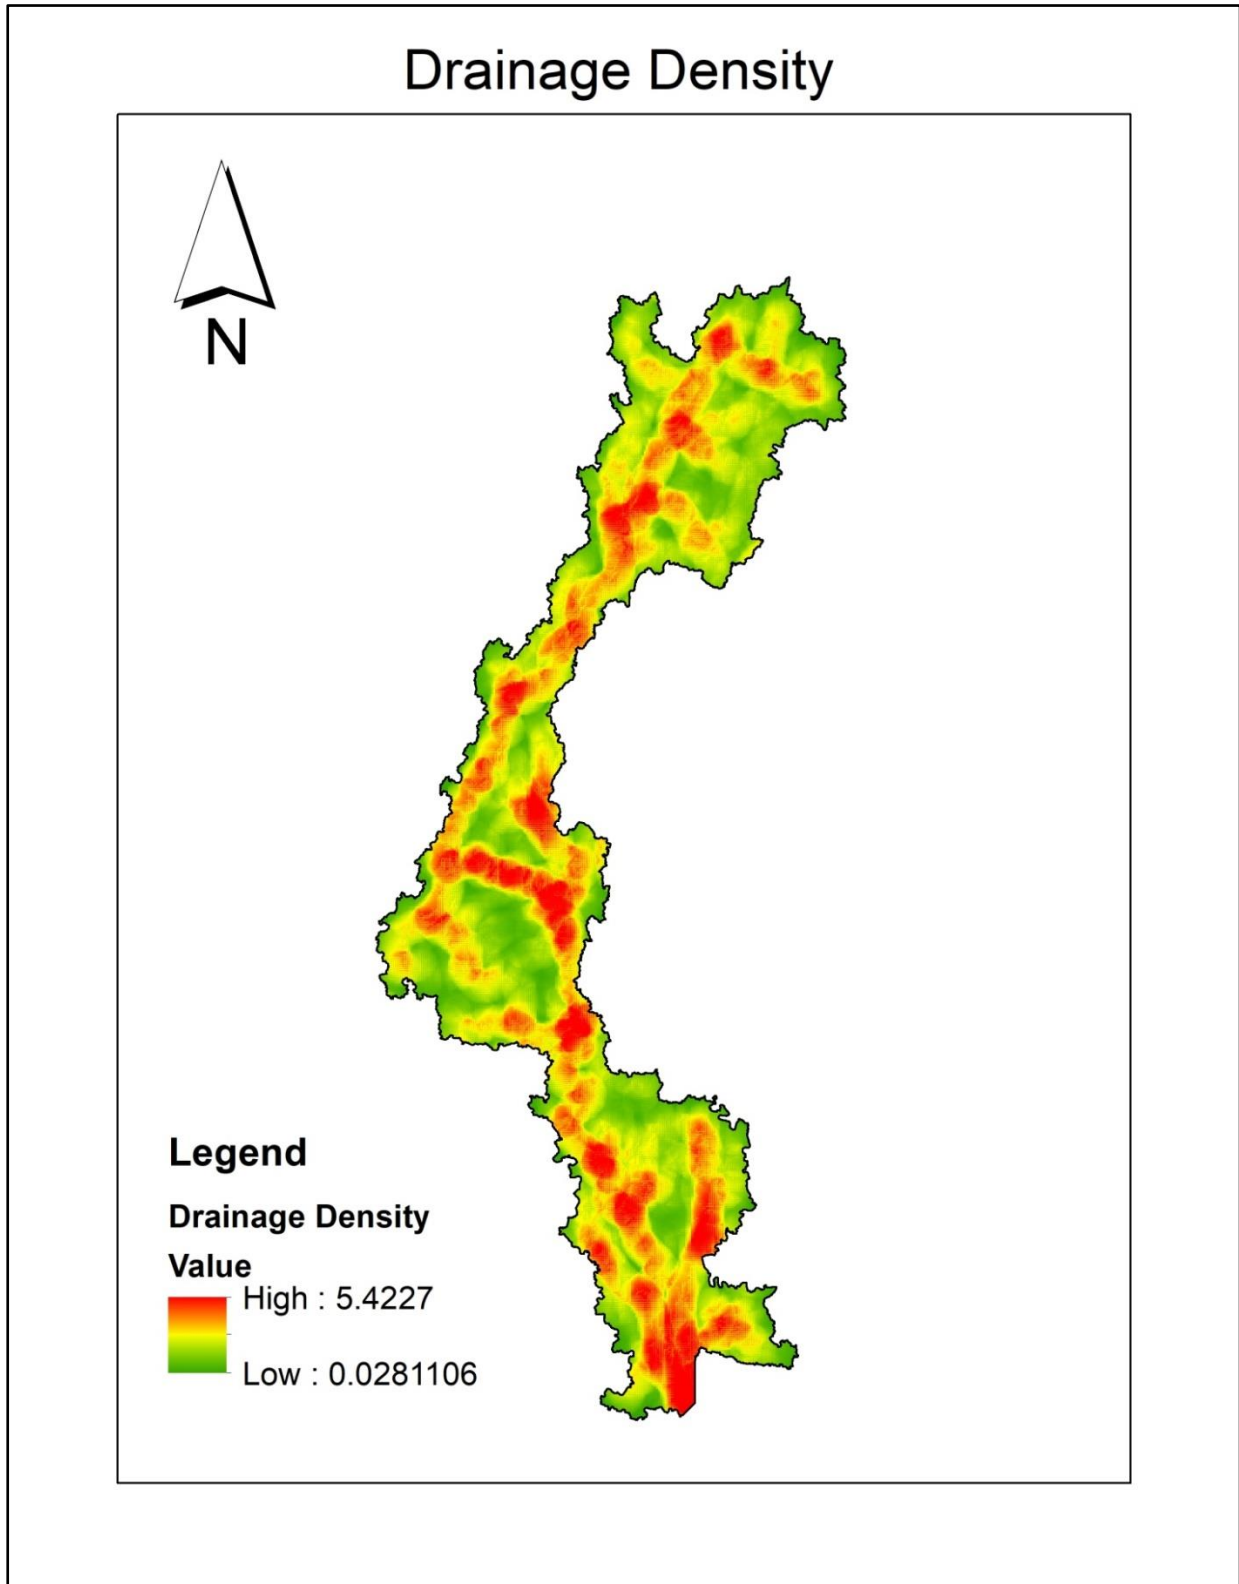 Drainage Density
N
Legend
Drainage Density
Value
High : 5.4227
Low : 0.0281106